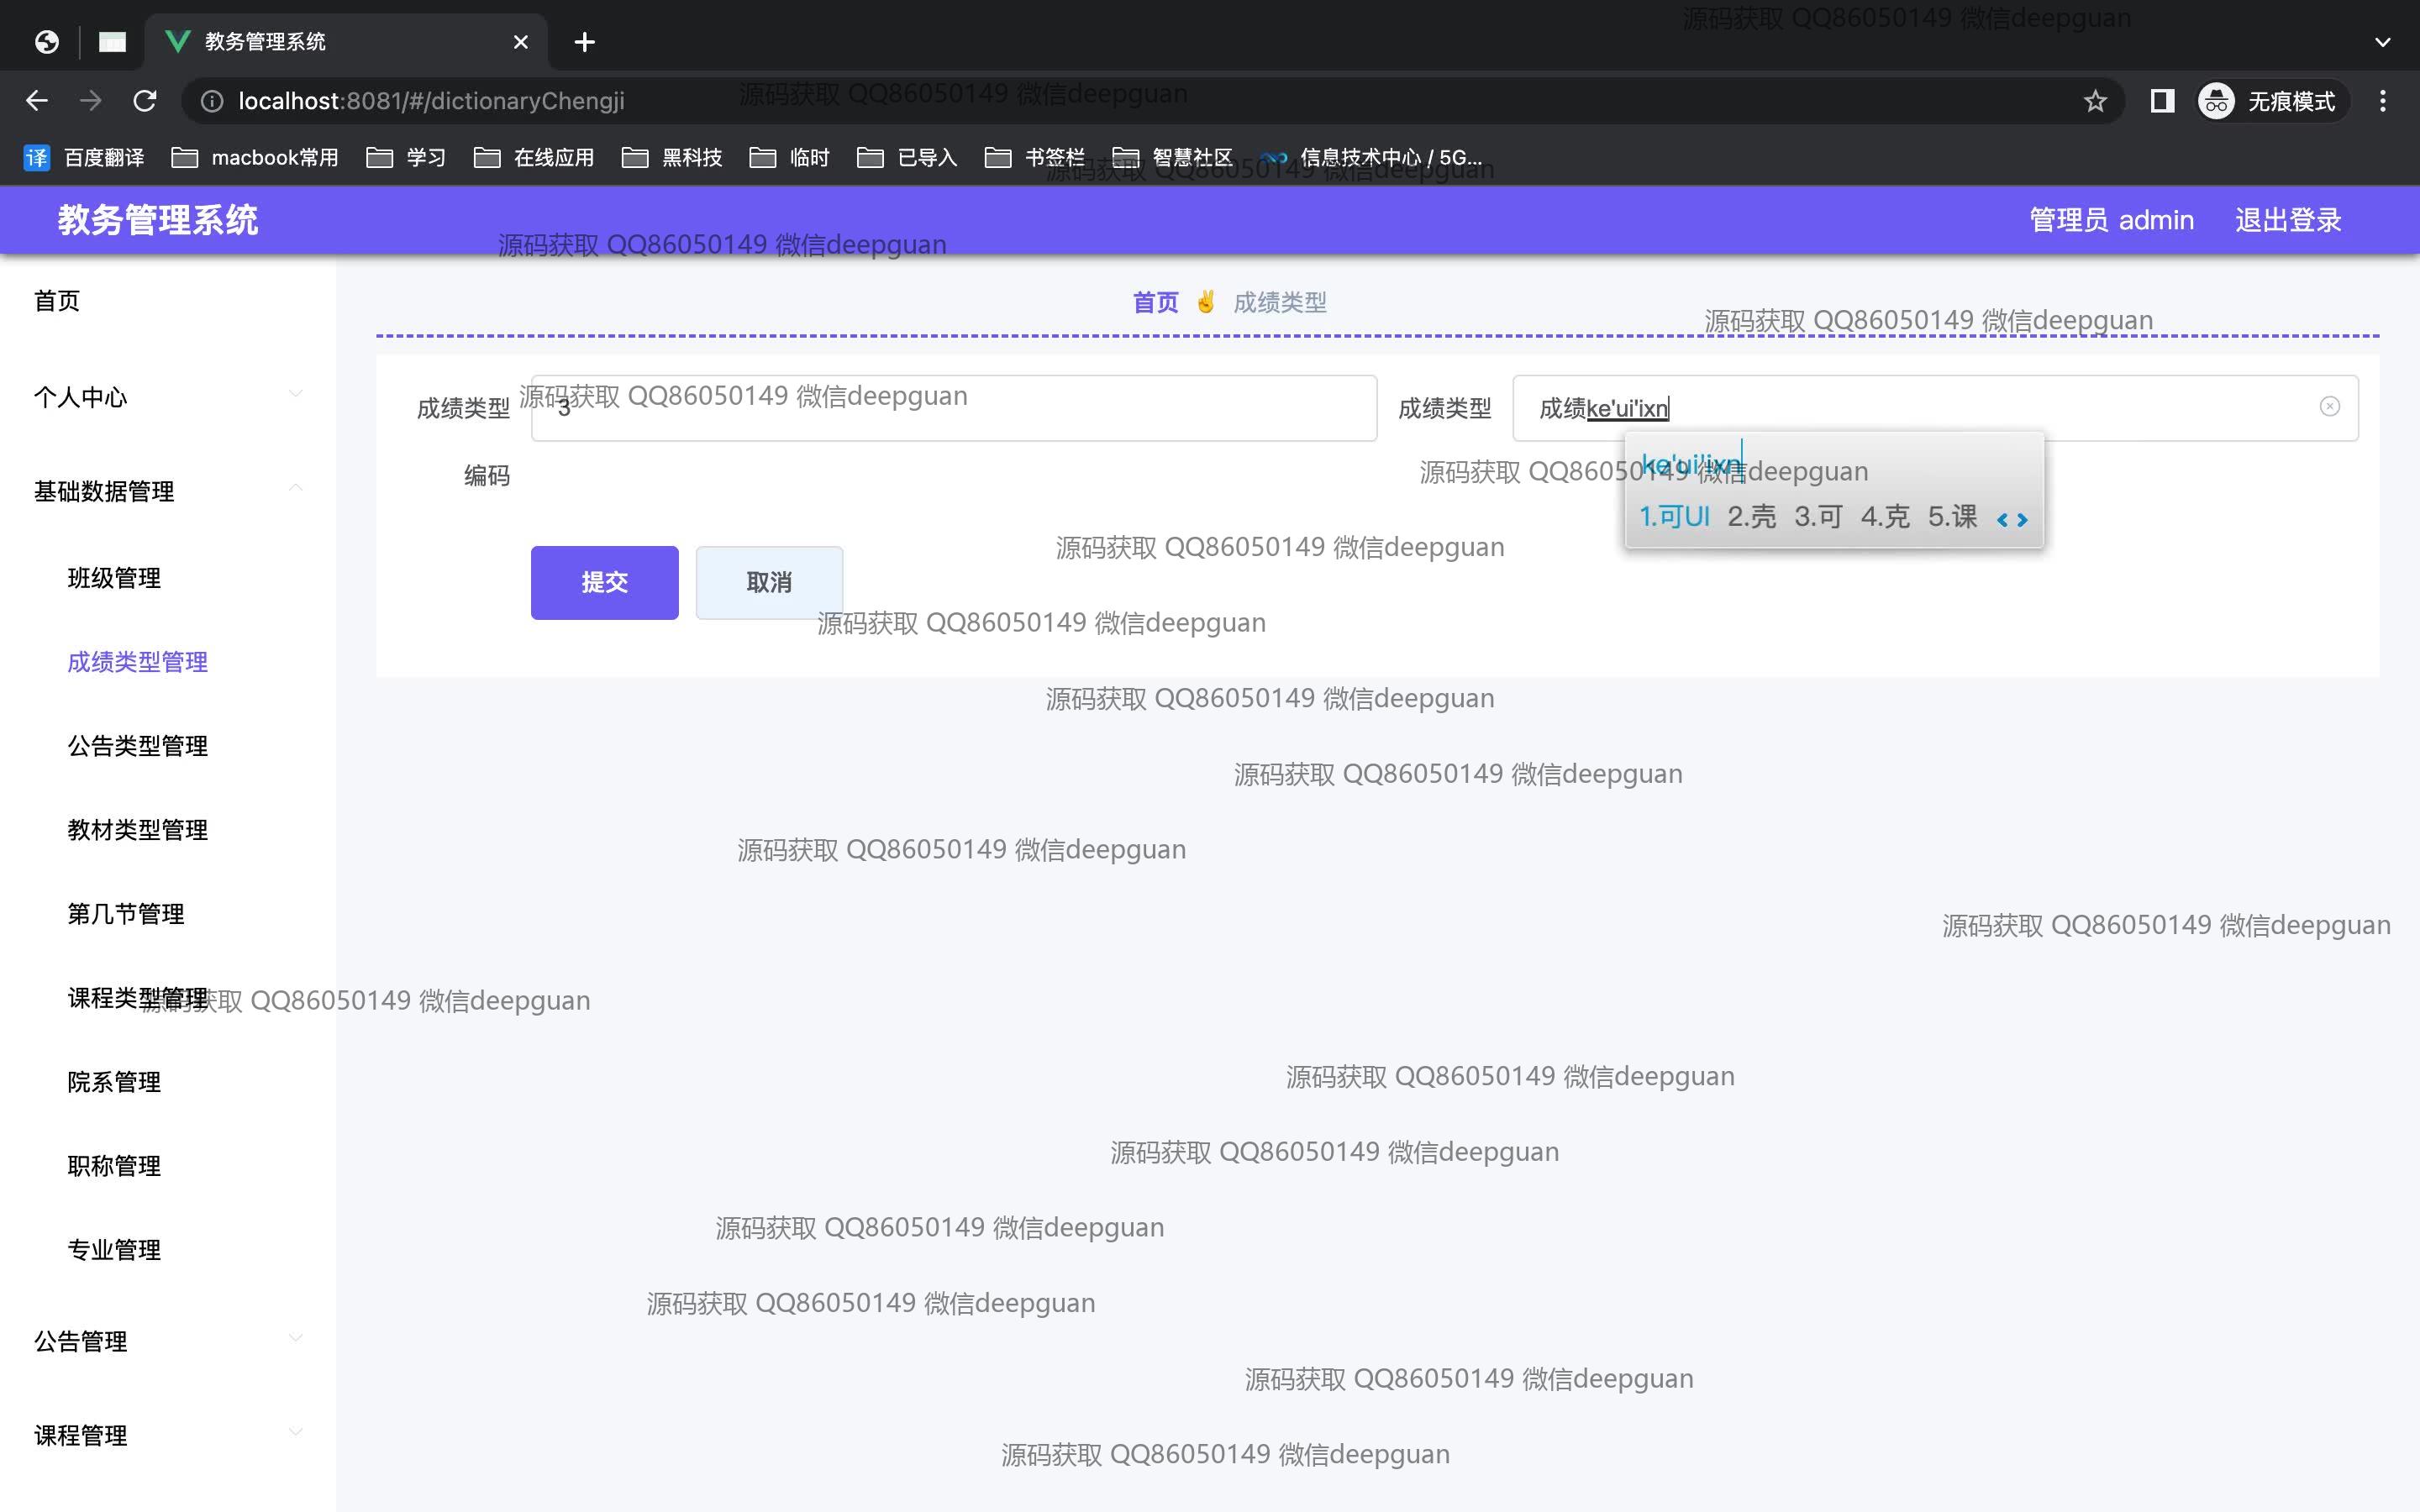 源码获取 QQ86050149 微信deepguan
教务管理系统
localhost:8081/#/dictionaryChengji
源码获取 QQ86050149 微信deepguan
无痕模式
译 百度翻译 macbook常用 学习 在线应用 黑科技 临时 已导入 书签栏 智慧社区 信息技术中心 / 5G...
源码获取 QQ86050149 微信deepguan
教务管理系统
管理员 admin 退出登录
源码获取 QQ86050149 微信deepguan
首页
首页 ✌ 成绩类型
源码获取 QQ86050149 微信deepguan
个人中心
源码获取 QQ86050149 微信deepguan
成绩类型 3 成绩类型 成绩ke'ui'ixn
编码
ke'ui'ixn
源码获取 QQ86050149 微信deepguan
基础数据管理
1.可UI 2.壳 3.可 4.克 5.课
源码获取 QQ86050149 微信deepguan
班级管理
提交 取消
源码获取 QQ86050149 微信deepguan
成绩类型管理
源码获取 QQ86050149 微信deepguan
公告类型管理
源码获取 QQ86050149 微信deepguan
教材类型管理
源码获取 QQ86050149 微信deepguan
第几节管理
源码获取 QQ86050149 微信deepguan
课程类型管理
源码获取 QQ86050149 微信deepguan
院系管理
源码获取 QQ86050149 微信deepguan
职称管理
源码获取 QQ86050149 微信deepguan
专业管理
源码获取 QQ86050149 微信deepguan
源码获取 QQ86050149 微信deepguan
公告管理
源码获取 QQ86050149 微信deepguan
课程管理
源码获取 QQ86050149 微信deepguan